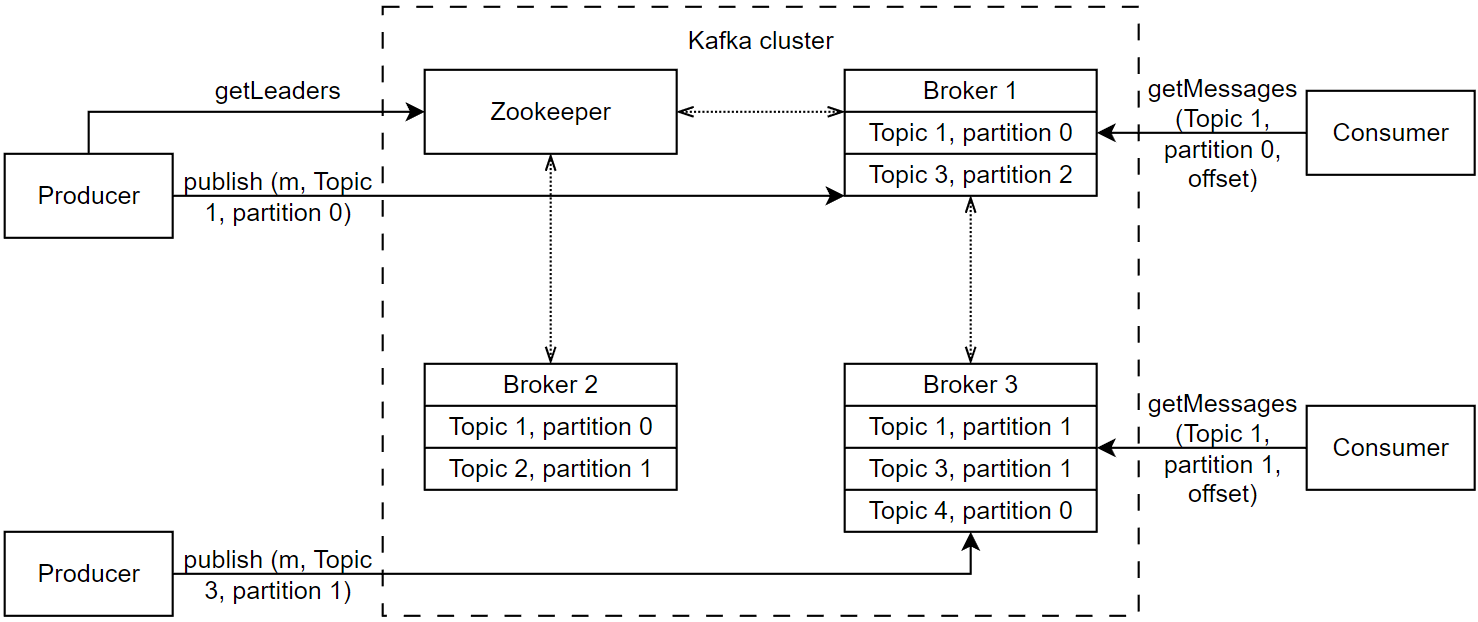 Kafka cluster
getLeaders
Zookeeper
Broker 1
Topic 1, partition 0
Topic 3, partition 2
getMessages
(Topic 1,
partition 0,
offset)
Consumer
Producer
publish (m, Topic
1, partition 0)
Broker 2
Topic 1, partition 0
Topic 2, partition 1
Broker 3
Topic 1, partition 1
Topic 3, partition 1
Topic 4, partition 0
getMessages
(Topic 1,
partition 1,
offset)
Consumer
Producer
publish (m, Topic
3, partition 1)